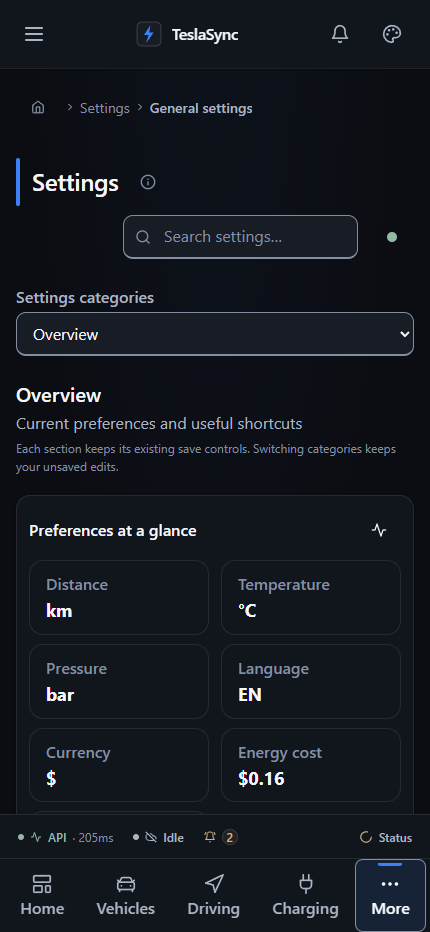 TeslaSync
Settings
General settings
Settings
Search settings...
Settings categories
Overview
Overview
Current preferences and useful shortcuts
Each section keeps its existing save controls. Switching categories keeps
your unsaved edits.
Preferences at a glance
Distance
km
Temperature
°C
Pressure
bar
Language
EN
Currency
$
Energy cost
$0.16
API · 205ms
Idle
2
Status
Home
Vehicles
Driving
Charging
More